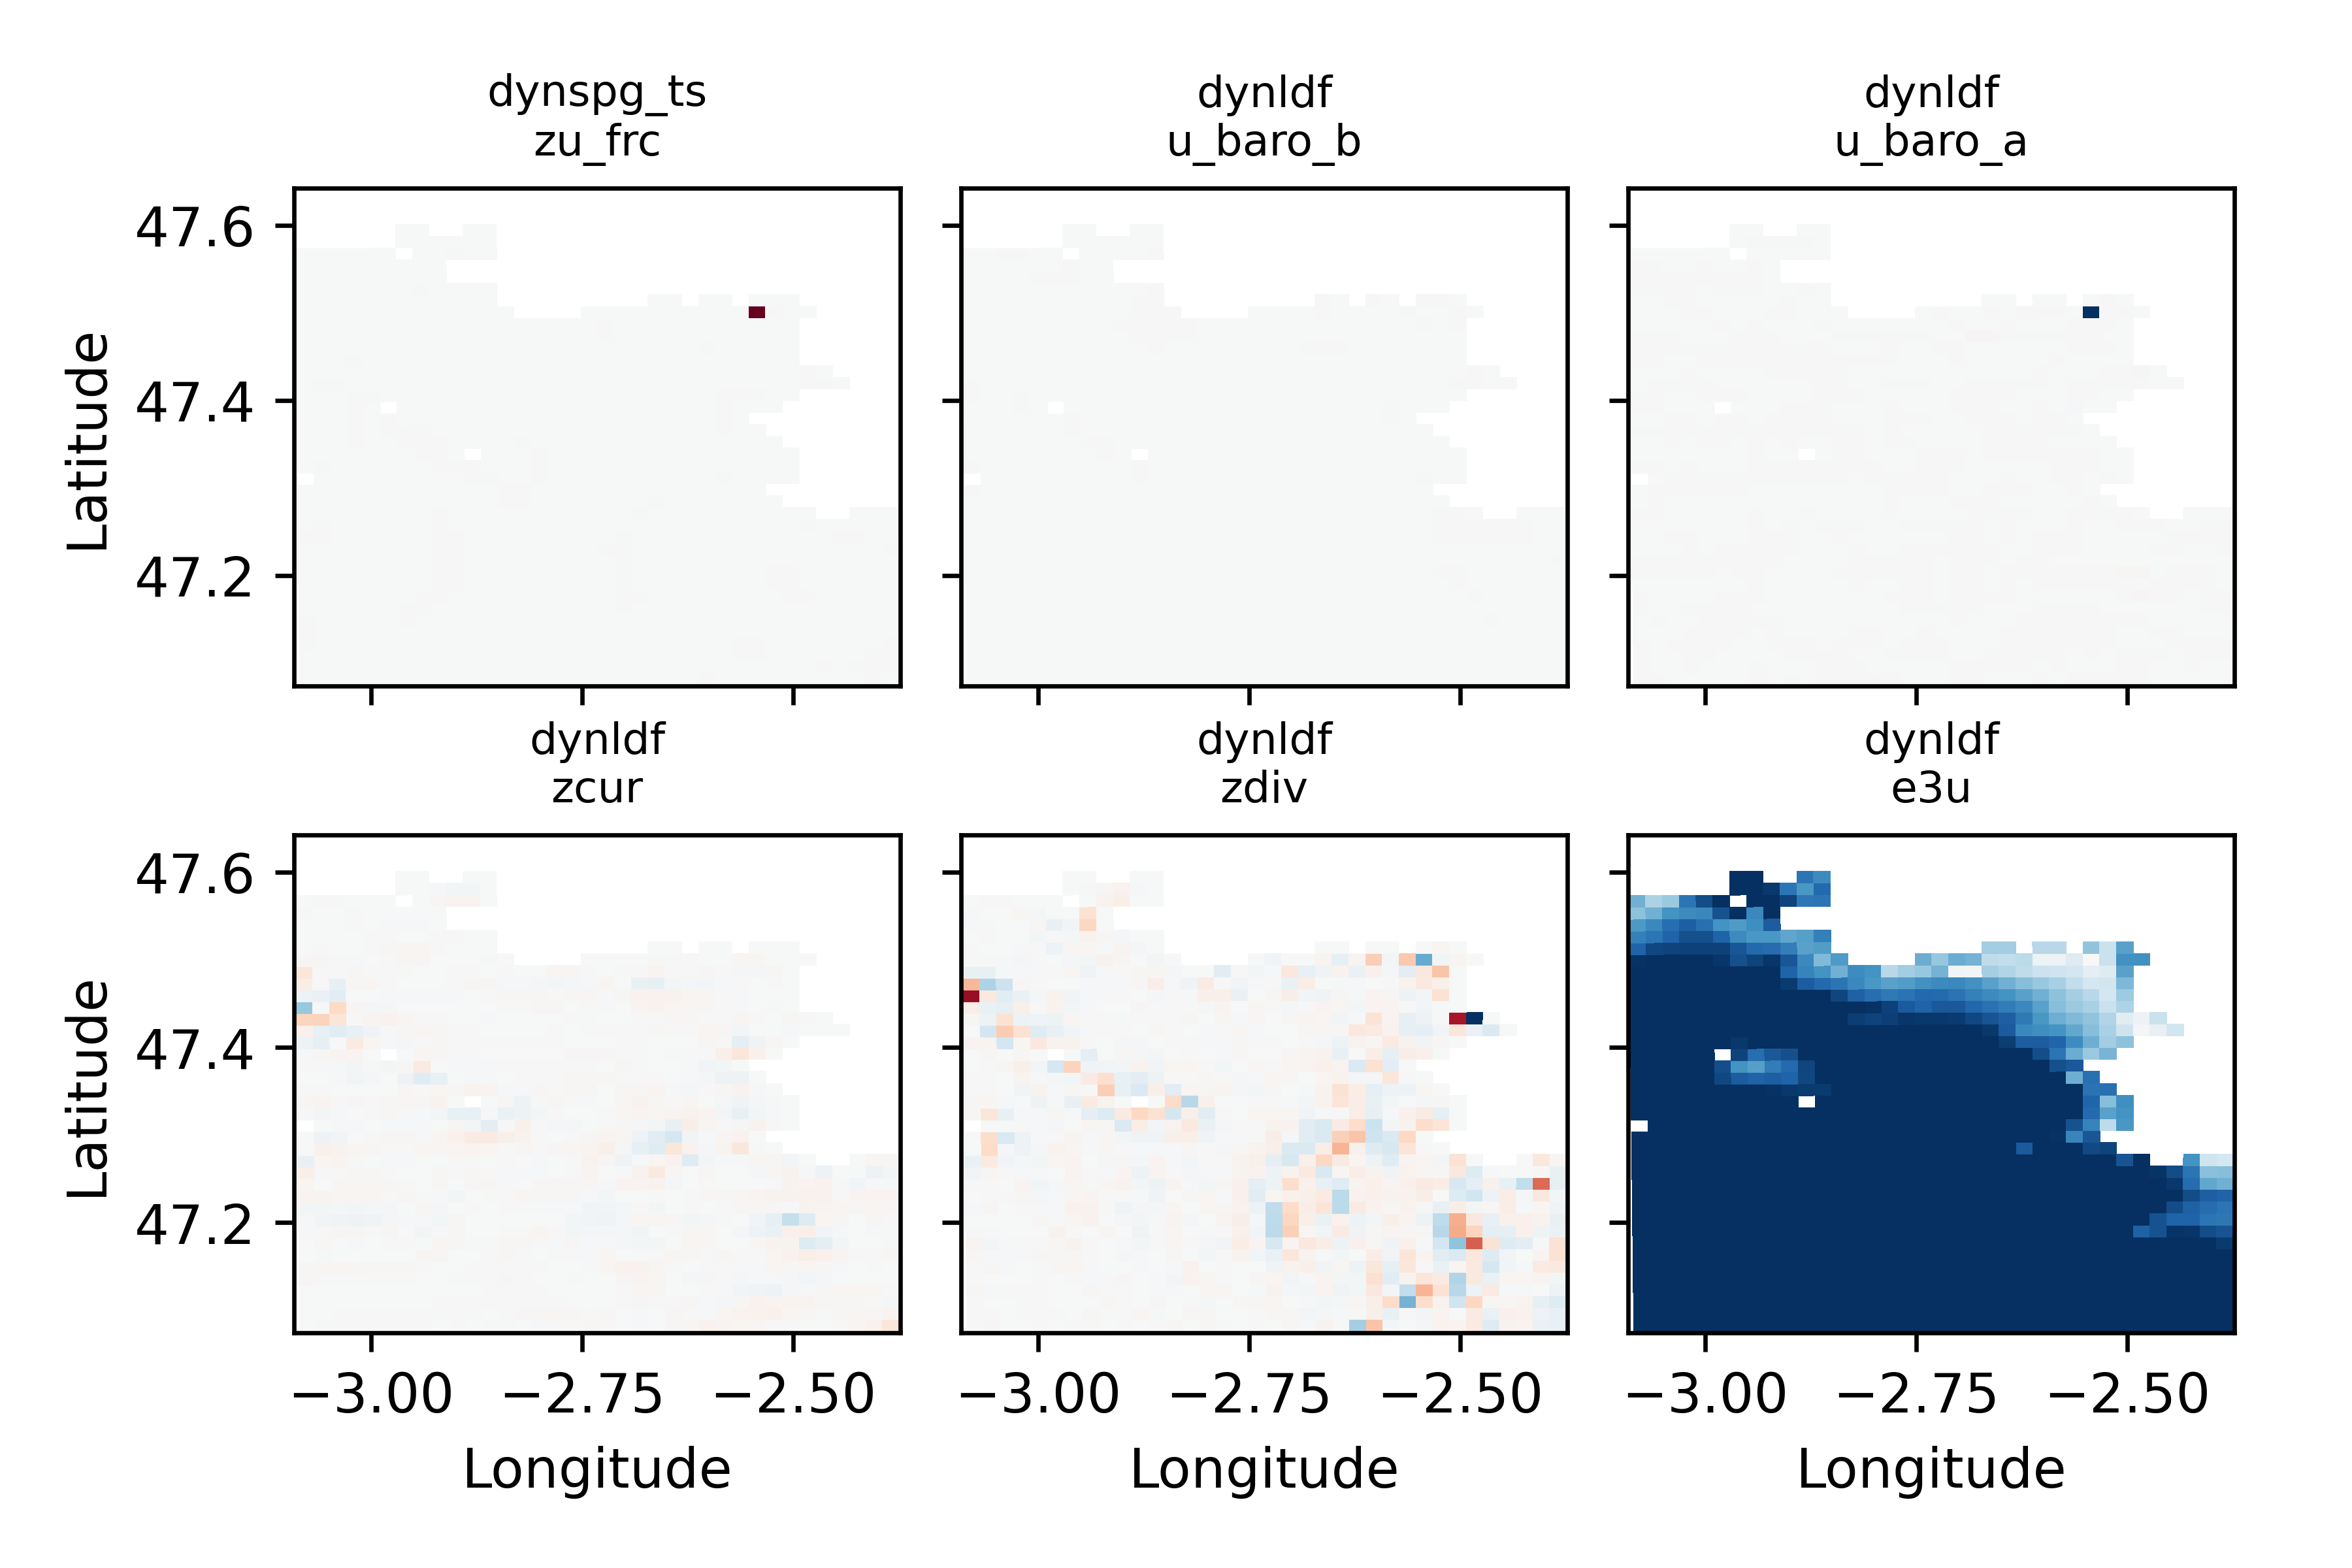 dynspg_ts
zu_frc
dynldf
u_baro_b
dynldf
u_baro_a
47.6
47.4
47.2
Latitude
dynldf
zcur
dynldf
zdiv
dynldf
e3u
47.6
47.4
47.2
Latitude
−3.00 −2.75 −2.50
−3.00 −2.75 −2.50
−3.00 −2.75 −2.50
Longitude
Longitude
Longitude